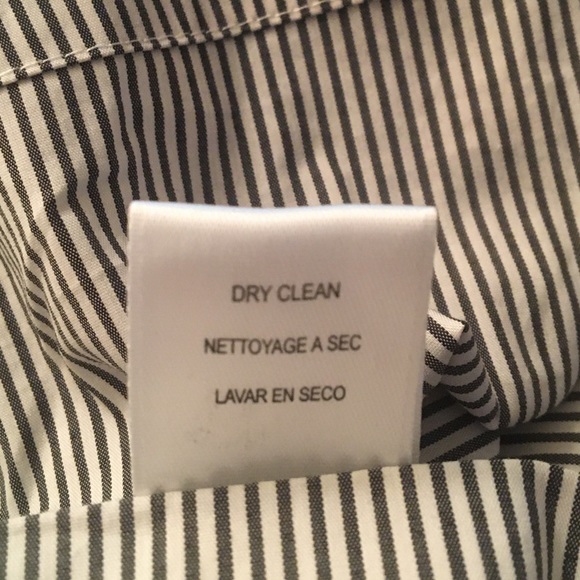 DRY CLEAN
NETTOYAGE A SEC
LAVAR EN SECO